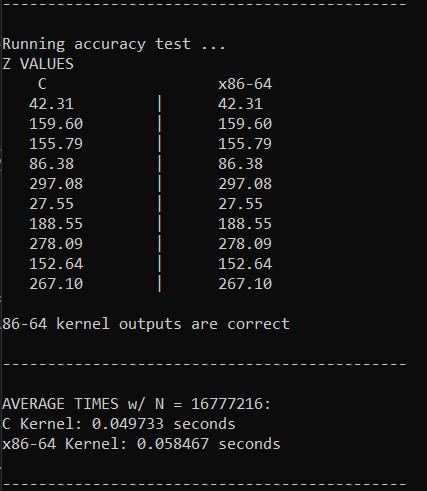 ---------------------------------------------
Running accuracy test ...
Z VALUES
C x86-64
42.31 | 42.31
159.60 | 159.60
155.79 | 155.79
86.38 | 86.38
297.08 | 297.08
27.55 | 27.55
188.55 | 188.55
278.09 | 278.09
152.64 | 152.64
267.10 | 267.10
86-64 kernel outputs are correct
---------------------------------------------
AVERAGE TIMES w/ N = 16777216:
C Kernel: 0.049733 seconds
x86-64 Kernel: 0.058467 seconds
---------------------------------------------